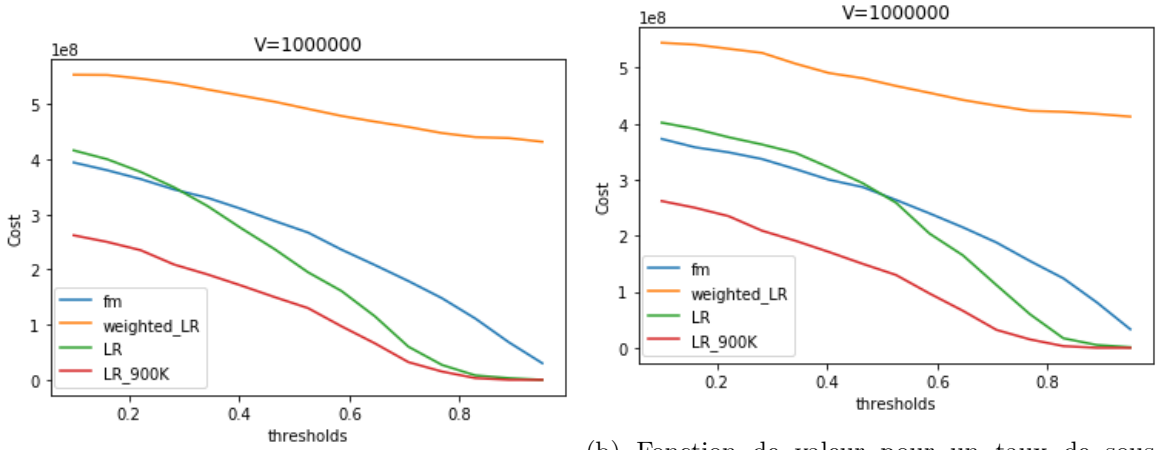 V=1000000
1e8
Cost
5
4
3
2
1
0
fm
weighted_LR
LR
LR_900K
0.2 0.4 0.6 0.8
thresholds
V=1000000
1e8
Cost
5
4
3
2
1
0
fm
weighted_LR
LR
LR_900K
0.2 0.4 0.6 0.8
thresholds
(b) Fonction de valeur pour un taux de sous